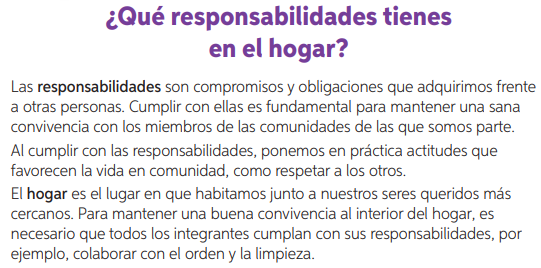 ¿Qué responsabilidades tienes
en el hogar?
Las responsabilidades son compromisos y obligaciones que adquirimos frente
a otras personas. Cumplir con ellas es fundamental para mantener una sana
convivencia con los miembros de las comunidades de las que somos parte.
Al cumplir con las responsabilidades, ponemos en práctica actitudes que
favorecen la vida en comunidad, como respetar a los otros.
El hogar es el lugar en que habitamos junto a nuestros seres queridos más
cercanos. Para mantener una buena convivencia al interior del hogar, es
necesario que todos los integrantes cumplan con sus responsabilidades, por
ejemplo, colaborar con el orden y la limpieza.